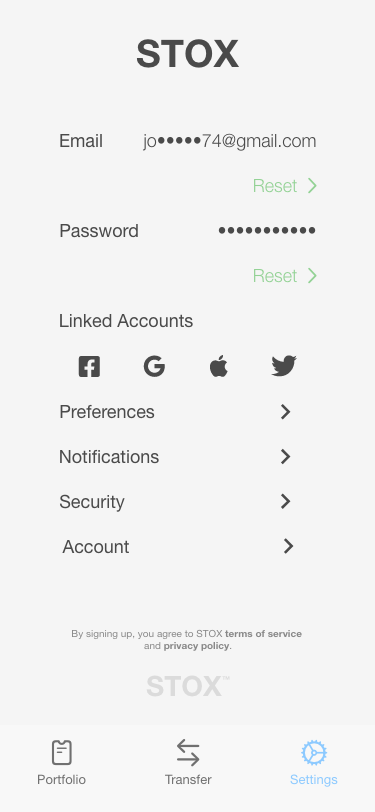 STOX
Email jo•••••74@gmail.com
Reset
Password •••••••••••
Reset
Linked Accounts
Preferences
Notifications
Security
Account
By signing up, you agree to STOX terms of service
and privacy policy.
STOX™
Portfolio Transfer Settings